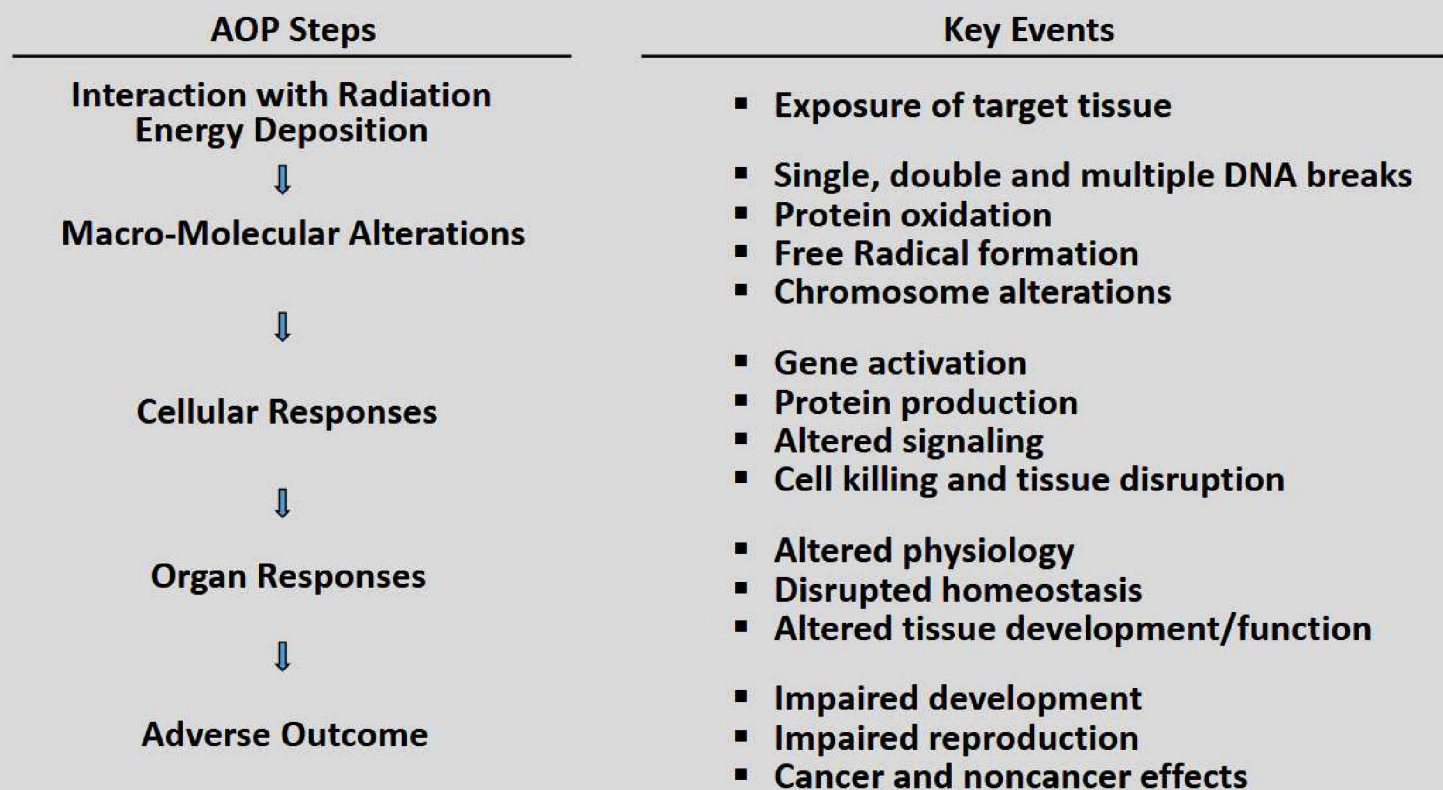 AOP Steps
Key Events
Interaction with Radiation
Energy Deposition
▪ Exposure of target tissue
⇩
Macro-Molecular Alterations
▪ Single, double and multiple DNA breaks
▪ Protein oxidation
▪ Free Radical formation
▪ Chromosome alterations
⇩
Cellular Responses
▪ Gene activation
▪ Protein production
▪ Altered signaling
▪ Cell killing and tissue disruption
⇩
Organ Responses
▪ Altered physiology
▪ Disrupted homeostasis
▪ Altered tissue development/function
⇩
Adverse Outcome
▪ Impaired development
▪ Impaired reproduction
▪ Cancer and noncancer effects